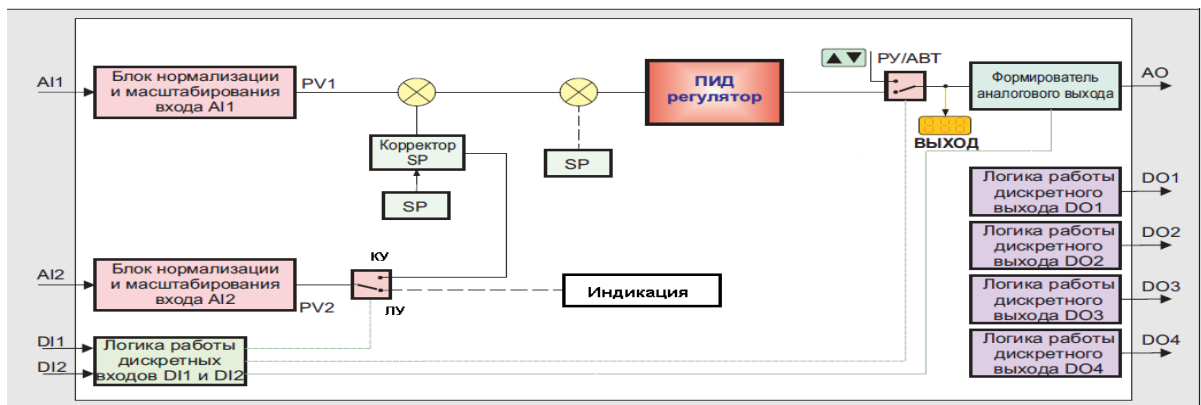 AI1
Блок нормализации
и масштабирования
входа AI1
PV1
Корректор
SP
SP
SP
ПИД
регулятор
РУ/АВТ
ВЫХОД
Формирователь
аналогового выхода
AO
Логика работы
дискретного
выхода DO1
DO1
Логика работы
дискретного
выхода DO2
DO2
Логика работы
дискретного
выхода DO3
DO3
Логика работы
дискретного
выхода DO4
DO4
AI2
Блок нормализации
и масштабирования
входа AI2
PV2
КУ
ЛУ
Индикация
DI1
DI2
Логика работы
дискретных
входов DI1 и DI2